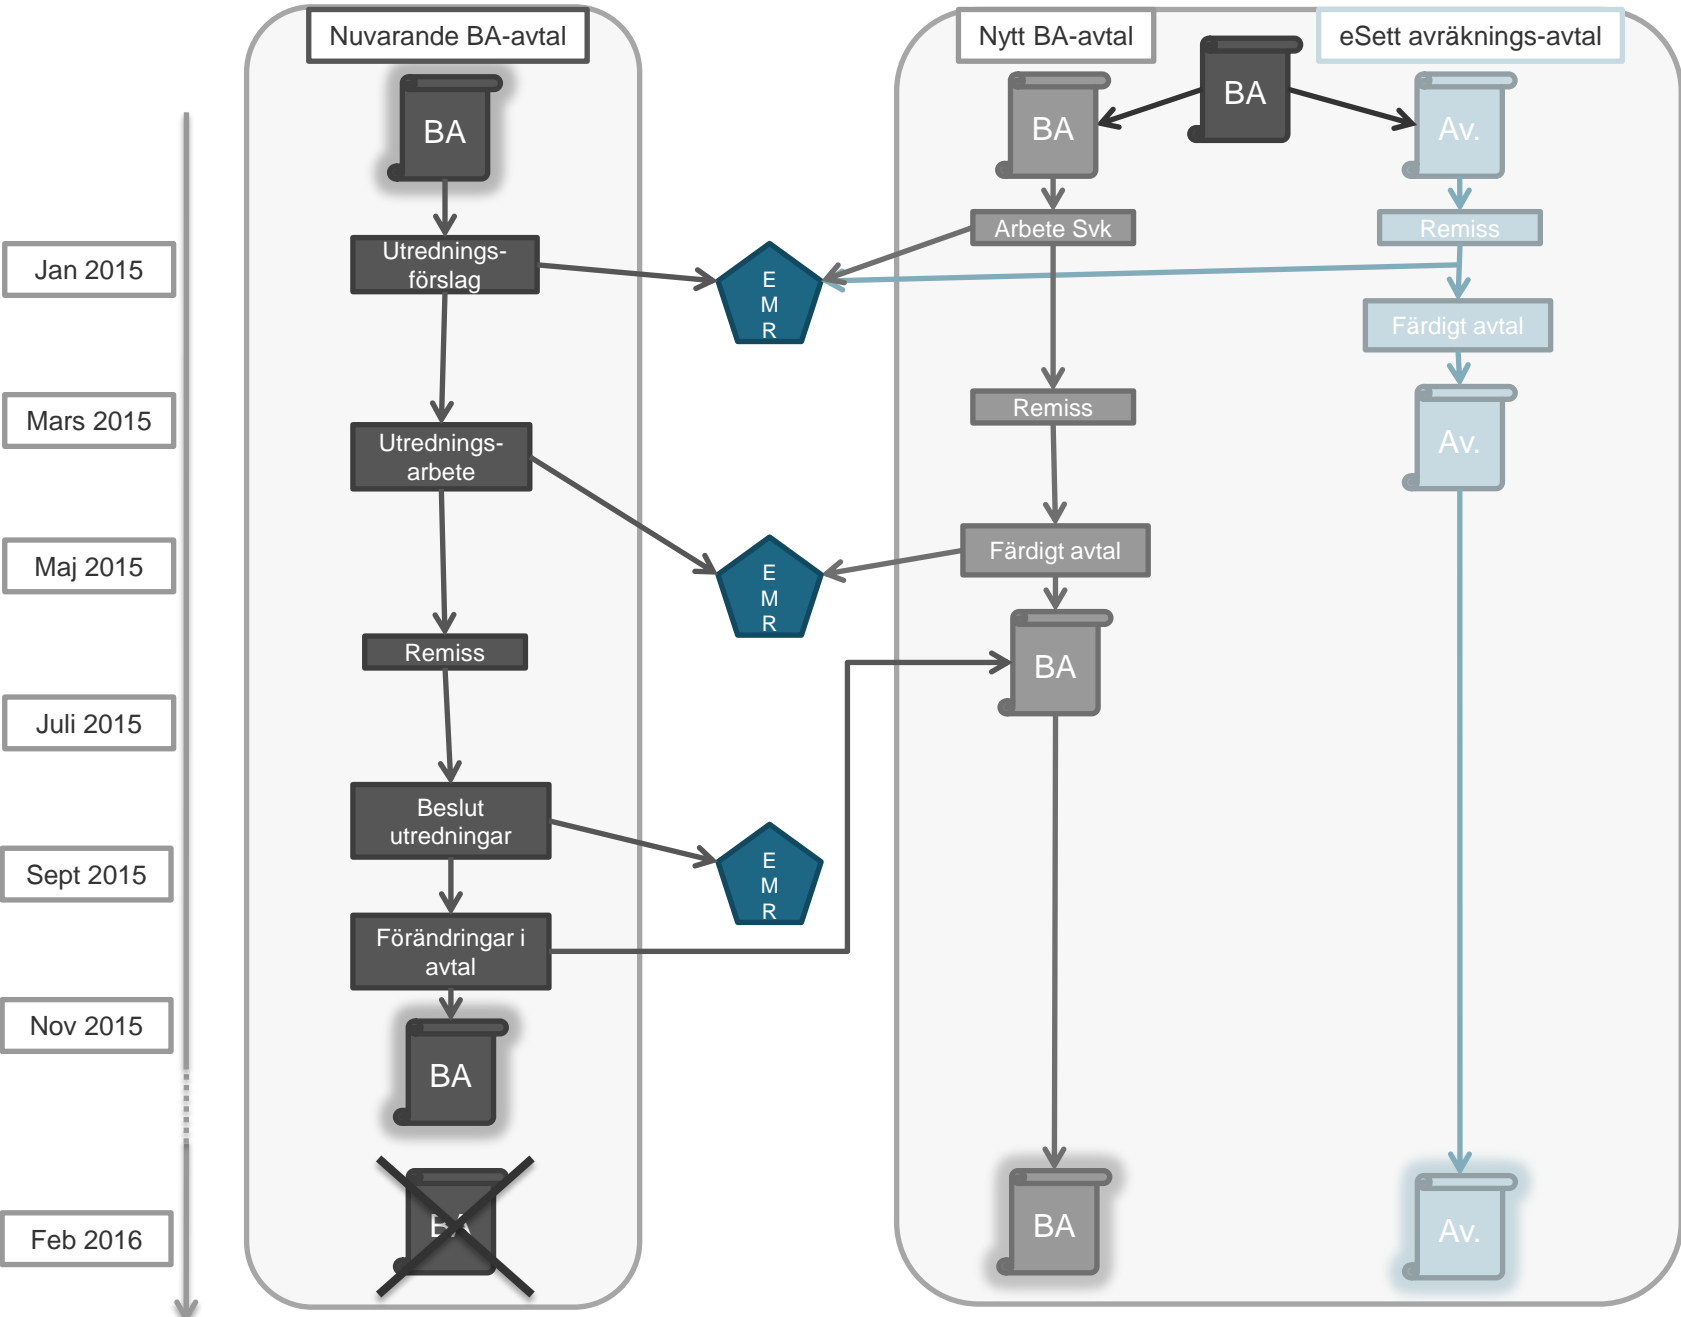 Nuvarande BA-avtal
Nytt BA-avtal
eSett avräknings-avtal
BA
BA
BA
Av.
Jan 2015
Utrednings-
förslag
E
M
R
Arbete Svk
Remiss
Färdigt avtal
Mars 2015
Utrednings-
arbete
Remiss
Av.
Maj 2015
E
M
R
Färdigt avtal
Remiss
BA
Juli 2015
Beslut
utredningar
Sept 2015
E
M
R
Förändringar i
avtal
Nov 2015
BA
Feb 2016
BA
BA
Av.